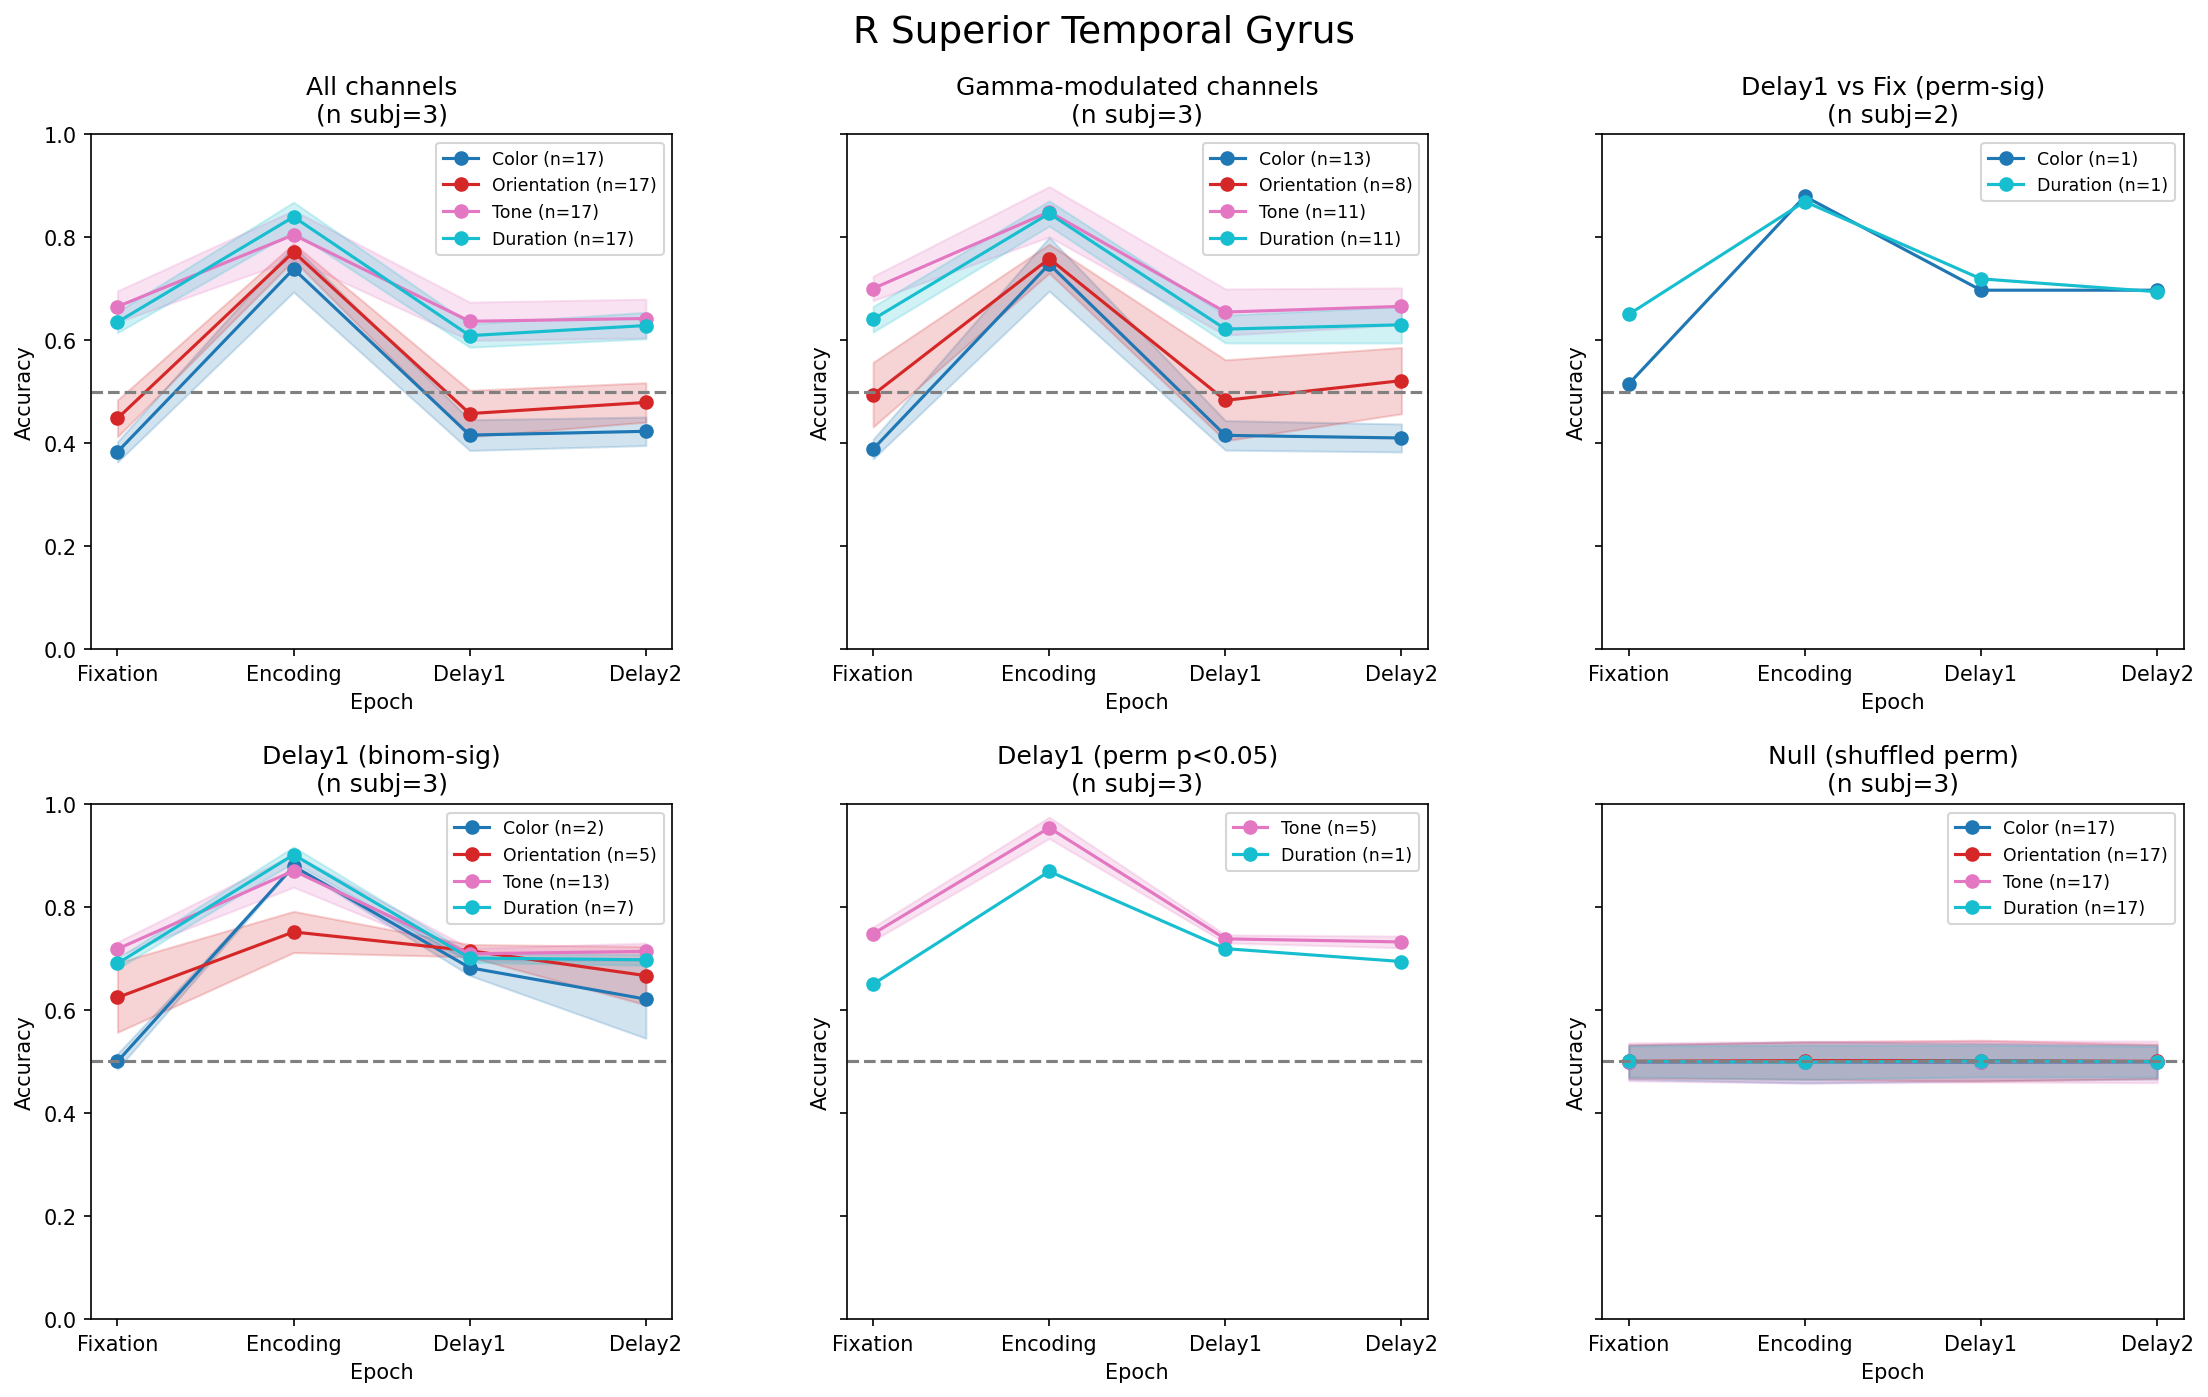 R Superior Temporal Gyrus
All channels
(n subj=3)
Color (n=17)
Orientation (n=17)
Tone (n=17)
Duration (n=17)
1.0
0.8
0.6
0.4
0.2
0.0
Accuracy
Fixation Encoding Delay1 Delay2
Epoch
Gamma-modulated channels
(n subj=3)
Color (n=13)
Orientation (n=8)
Tone (n=11)
Duration (n=11)
Accuracy
Fixation Encoding Delay1 Delay2
Epoch
Delay1 vs Fix (perm-sig)
(n subj=2)
Color (n=1)
Duration (n=1)
Accuracy
Fixation Encoding Delay1 Delay2
Epoch
Delay1 (binom-sig)
(n subj=3)
Color (n=2)
Orientation (n=5)
Tone (n=13)
Duration (n=7)
1.0
0.8
0.6
0.4
0.2
0.0
Accuracy
Fixation Encoding Delay1 Delay2
Epoch
Delay1 (perm p<0.05)
(n subj=3)
Tone (n=5)
Duration (n=1)
Accuracy
Fixation Encoding Delay1 Delay2
Epoch
Null (shuffled perm)
(n subj=3)
Color (n=17)
Orientation (n=17)
Tone (n=17)
Duration (n=17)
Accuracy
Fixation Encoding Delay1 Delay2
Epoch